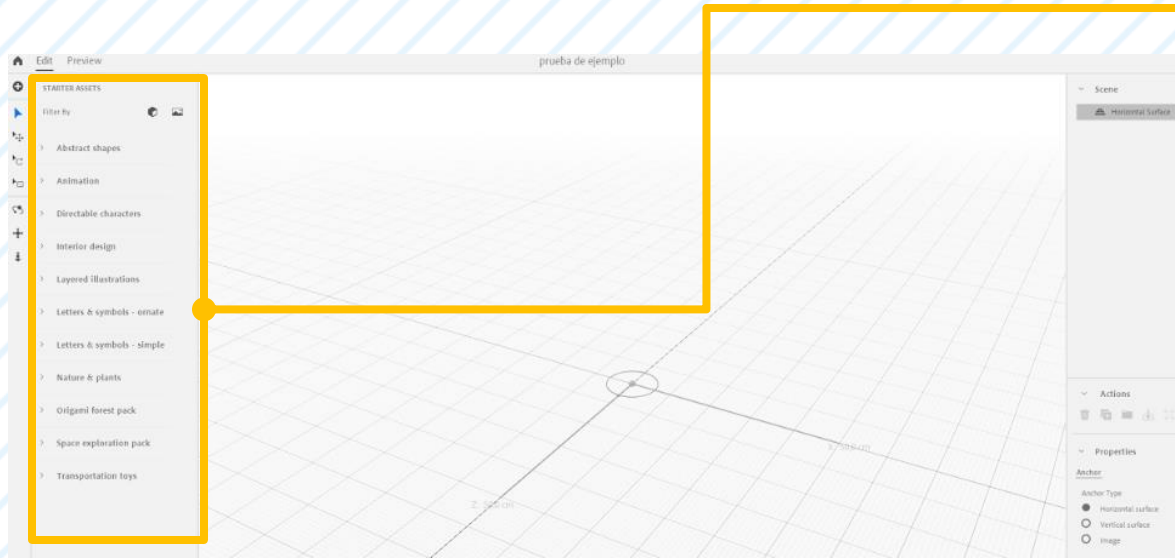 Edit Preview
prueba de ejemplo
STARTER ASSETS
Filter By
Abstract shapes
Animation
Directable characters
Interior design
Layered illustrations
Letters & symbols - ornate
Letters & symbols - simple
Nature & plants
Origami forest pack
Space exploration pack
Transportation toys
Scene
Horizontal Surface
Actions
Properties
Anchor
Anchor Type
Horizontal surface
Vertical surface
Image